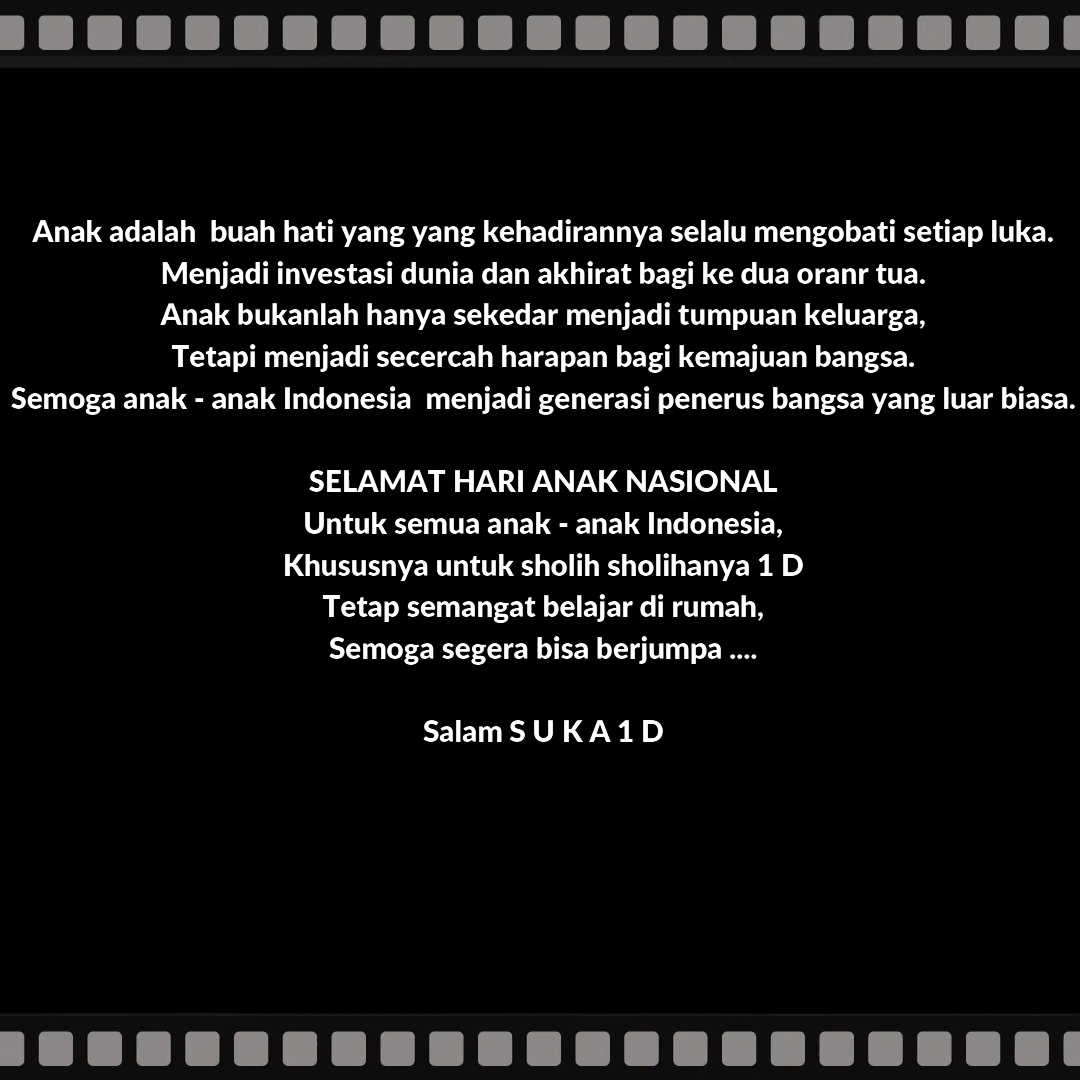 Anak adalah  buah hati yang yang kehadirannya selalu mengobati setiap luka.
Menjadi investasi dunia dan akhirat bagi ke dua oranr tua.
Anak bukanlah hanya sekedar menjadi tumpuan keluarga,
Tetapi menjadi secercah harapan bagi kemajuan bangsa.
Semoga anak - anak Indonesia  menjadi generasi penerus bangsa yang luar biasa.
SELAMAT HARI ANAK NASIONAL
Untuk semua anak - anak Indonesia,
Khususnya untuk sholih sholihanya 1 D
Tetap semangat belajar di rumah,
Semoga segera bisa berjumpa ....
Salam S U K A 1 D